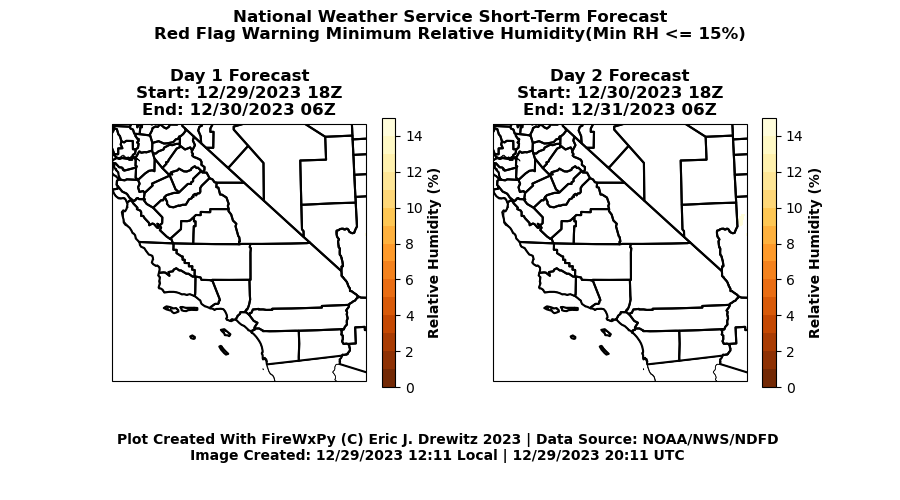 National Weather Service Short-Term Forecast
Red Flag Warning Minimum Relative Humidity(Min RH <= 15%)
Day 1 Forecast
Start: 12/29/2023 18Z
End: 12/30/2023 06Z
14
12
10
8
6
4
2
0
Relative Humidity (%)
Day 2 Forecast
Start: 12/30/2023 18Z
End: 12/31/2023 06Z
14
12
10
8
6
4
2
0
Relative Humidity (%)
Plot Created With FireWxPy (C) Eric J. Drewitz 2023 | Data Source: NOAA/NWS/NDFD
Image Created: 12/29/2023 12:11 Local | 12/29/2023 20:11 UTC